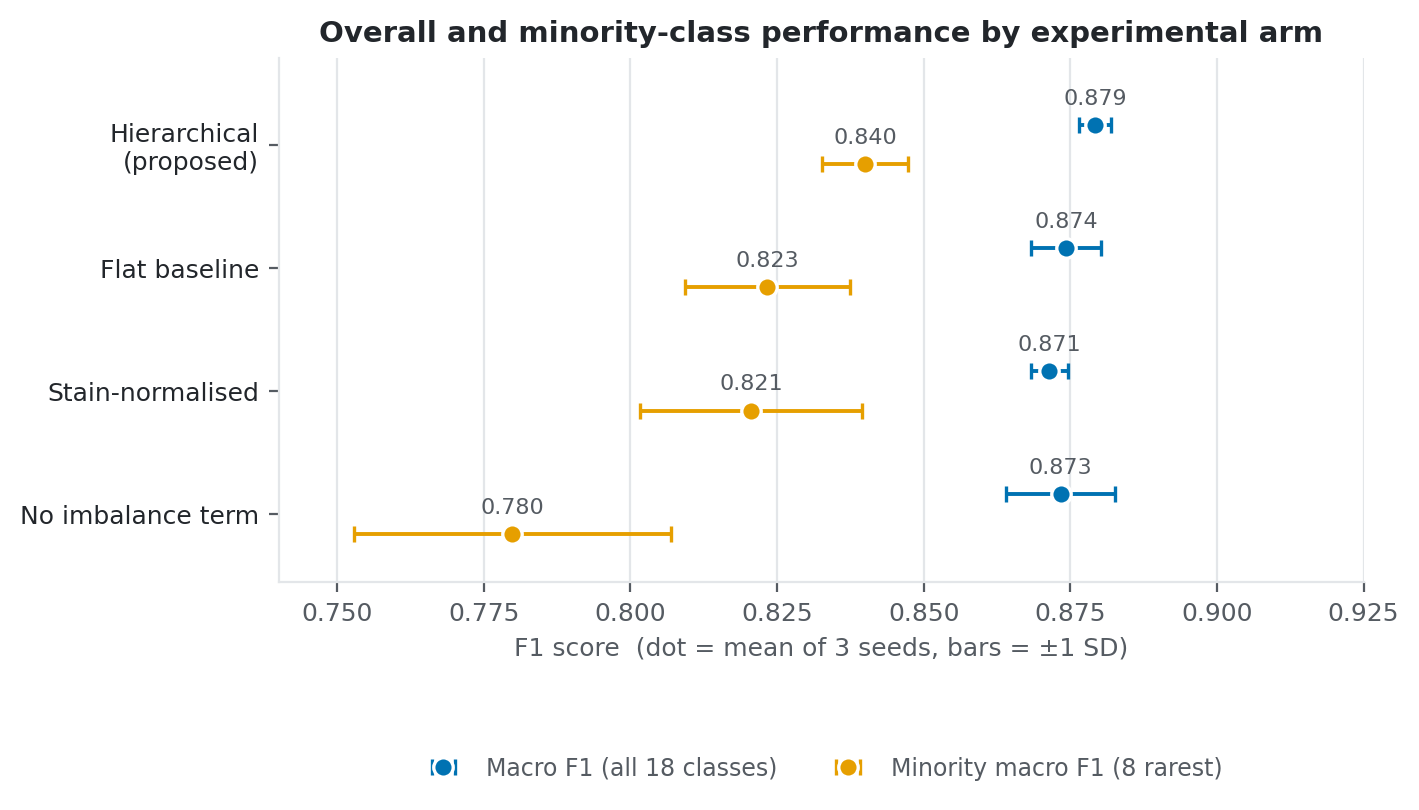 Overall and minority-class performance by experimental arm
Hierarchical
(proposed)
0.879
0.840
Flat baseline
0.874
0.823
Stain-normalised
0.871
0.821
No imbalance term
0.873
0.780
0.750 0.775 0.800 0.825 0.850 0.875 0.900 0.925
F1 score (dot = mean of 3 seeds, bars = ±1 SD)
Macro F1 (all 18 classes) Minority macro F1 (8 rarest)